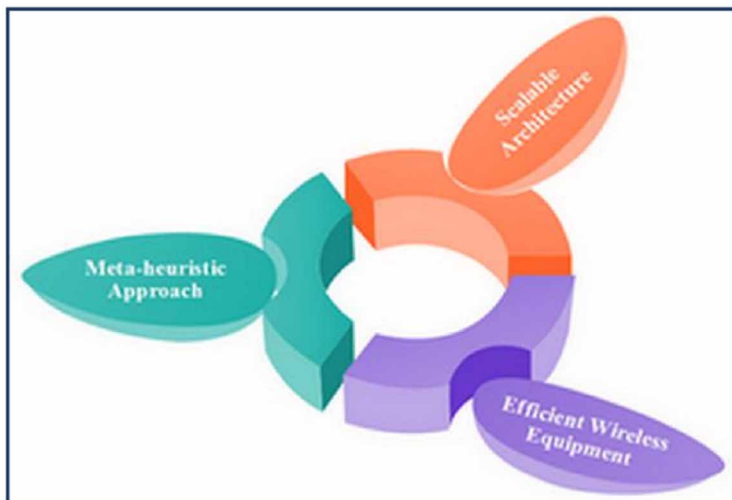 Scalable
Architecture
Meta-heuristic
Approach
Efficient Wireless
Equipment